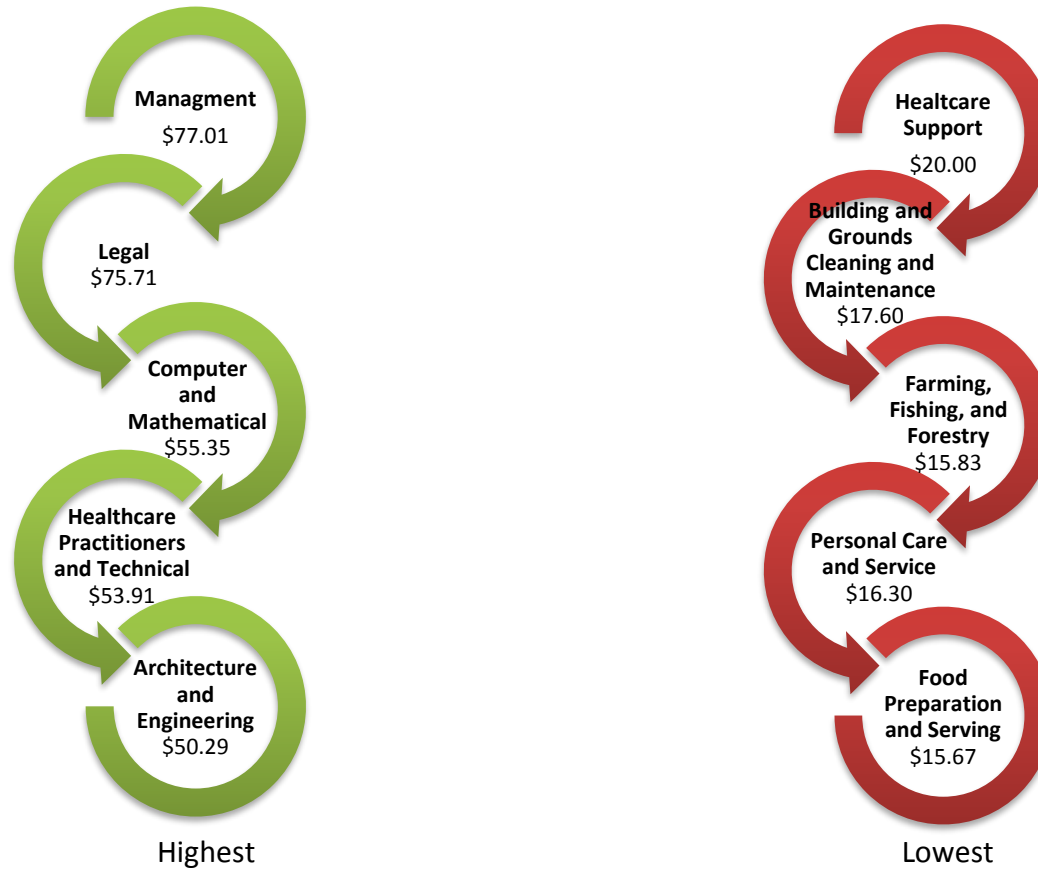 Managment
$77.01
Legal
$75.71
Computer
and
Mathematical
$55.35
Healthcare
Practitioners
and Technical
$53.91
Architecture
and
Engineering
$50.29
Highest
Healtcare
Support
$20.00
Building and
Grounds
Cleaning and
Maintenance
$17.60
Farming,
Fishing, and
Forestry
$15.83
Personal Care
and Service
$16.30
Food
Preparation
and Serving
$15.67
Lowest